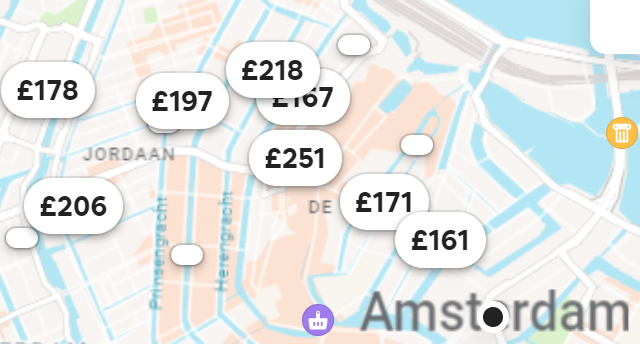 £218
£178
£197
£167
JORDAAN
£251
£206
DE
£171
£161
Prinsengracht
Herengracht
Amsterdam